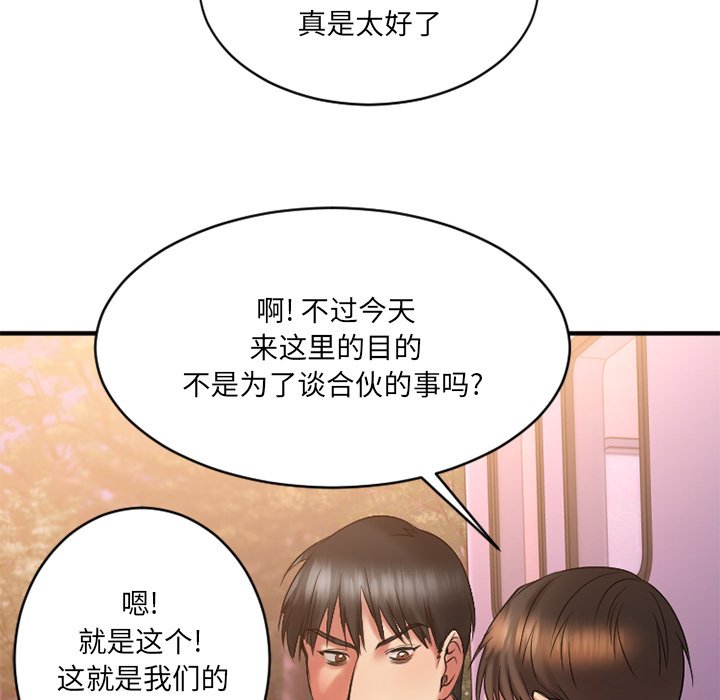 真是太好了
啊! 不过今天
来这里的目的
不是为了谈合伙的事吗?
嗯!
就是这个!
这就是我们的